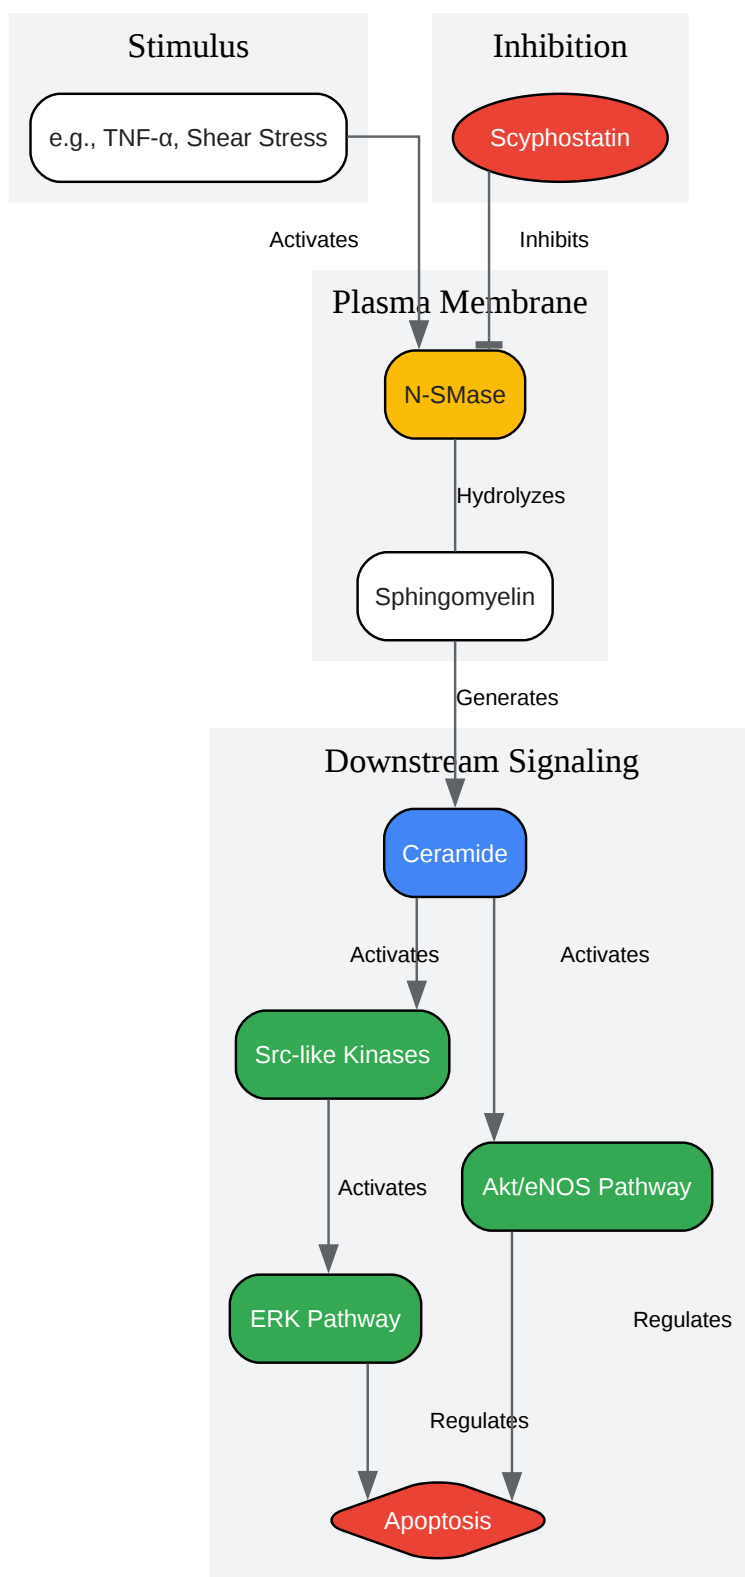 Stimulus
Inhibition
e.g., TNF-α, Shear Stress
Scyphostatin
Activates
Inhibits
Plasma Membrane
N-SMase
Hydrolyzes
Sphingomyelin
Generates
Downstream Signaling
Ceramide
Activates
Activates
Src-like Kinases
Activates
Akt/eNOS Pathway
ERK Pathway
Regulates
Regulates
Apoptosis